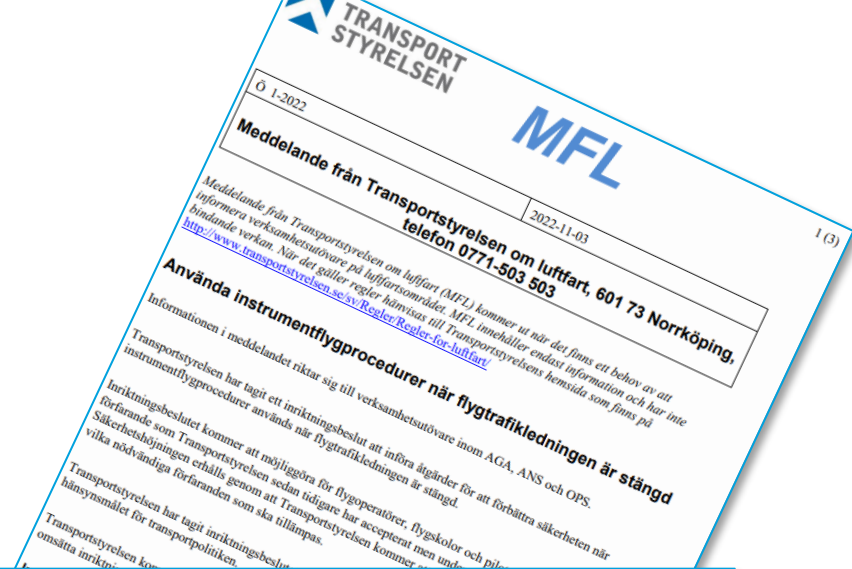 TRANSPORT
STYRELSEN
MFL
1 (3)
Ö 1-2022
2022-11-03
Meddelande från Transportstyrelsen om luftfart, 601 73 Norrköping,
telefon 0771-503 503
Meddelande från Transportstyrelsen om luftfart (MFL) kommer ut när det finns ett behov av att
informera verksamhetsutövare på luftfartsområdet. MFL innehåller endast information och har inte
bindande verkan. När det gäller regler hänvisas till Transportstyrelsens hemsida som finns på
http://www.transportstyrelsen.se/sv/Regler/Regler-for-luftfart/
Använda instrumentflygprocedurer när flygtrafikledningen är stängd
Informationen i meddelandet riktar sig till verksamhetsutövare inom AGA, ANS och OPS.
Transportstyrelsen har tagit ett inriktningsbeslut att införa åtgärder för att förbättra säkerheten när
instrumentflygprocedurer används när flygtrafikledningen är stängd.
Inriktningsbeslutet kommer att möjliggöra för flygoperatörer, flygskolor och
förfarande som Transportstyrelsen sedan tidigare har accepterat men
Säkerhetshöjningen erhålls genom att Transportstyrelsen kommer
vilka nödvändiga förfaranden som ska tillämpas.
Transportstyrelsen har tagit
hänsynsmålet för transportpolitiken.
Transportstyrelsen
omsätta